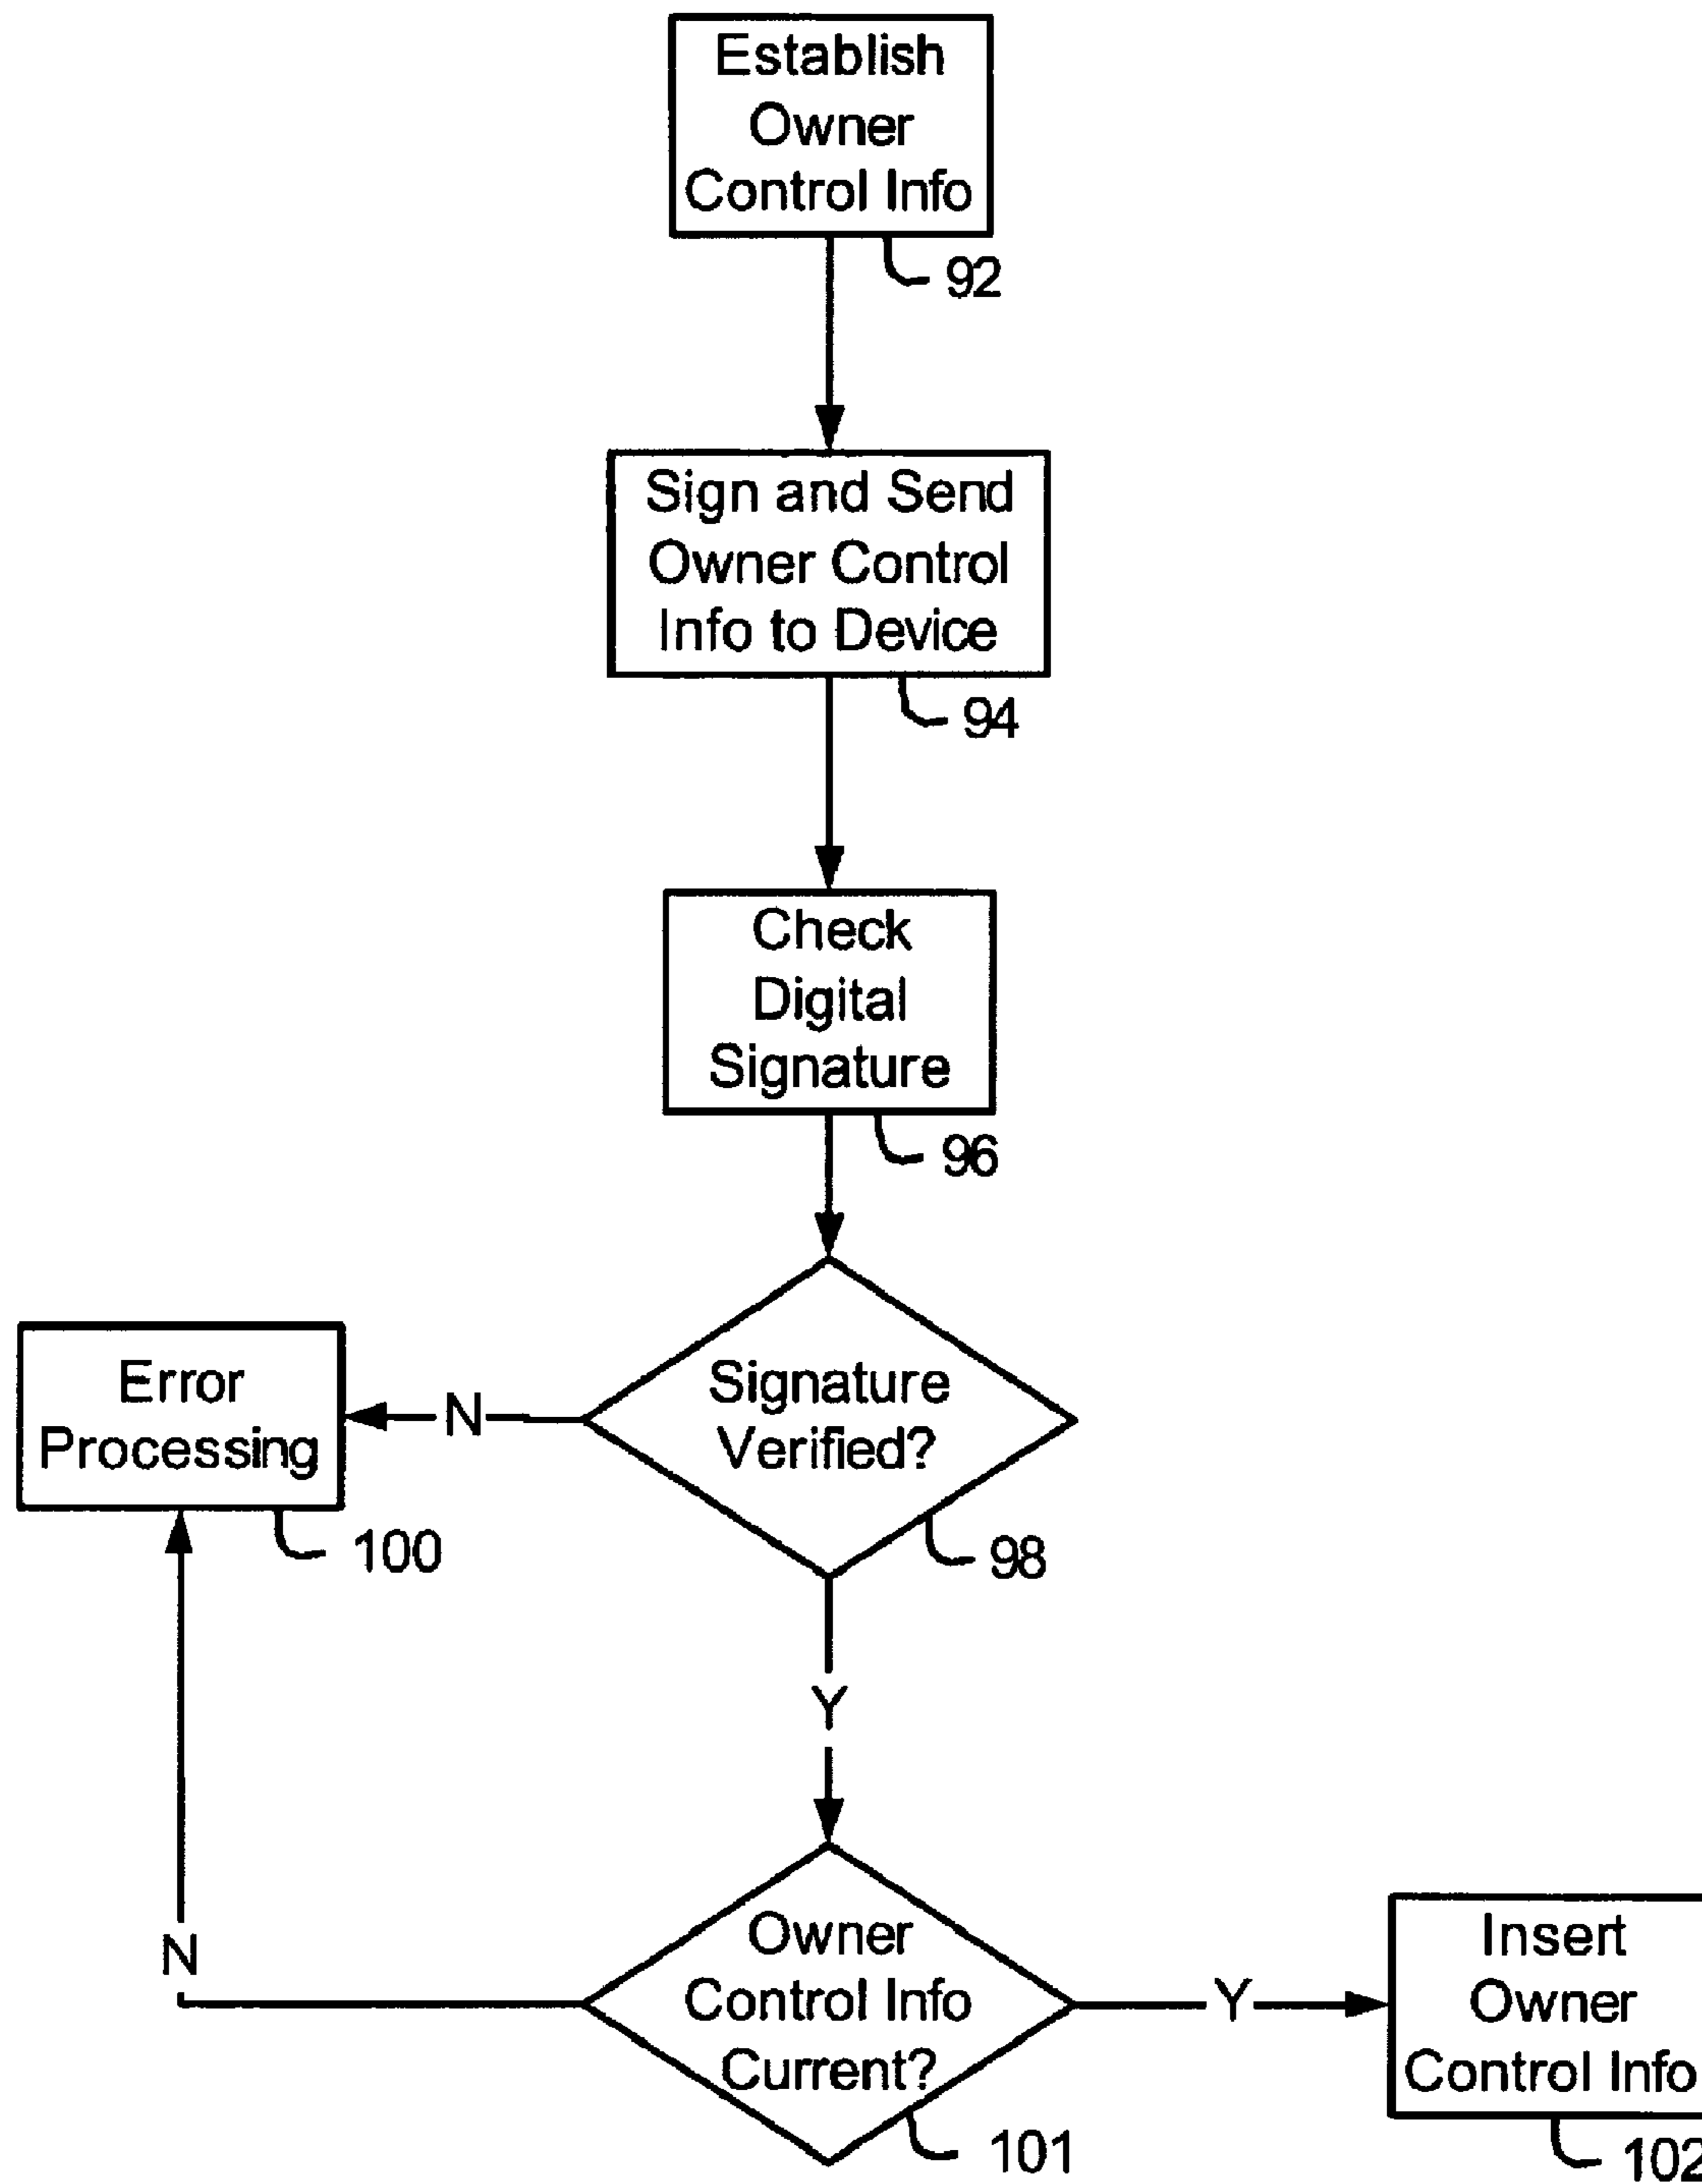 Establish
Owner
Control Info
92
Sign and Send
Owner Control
Info to Device
94
Check
Digital
Signature
96
Signature
Verified?
98
N
Error
Processing
100
Y
Owner
Control Info
Current?
101
N
Y
Insert
Owner
Control Info
102